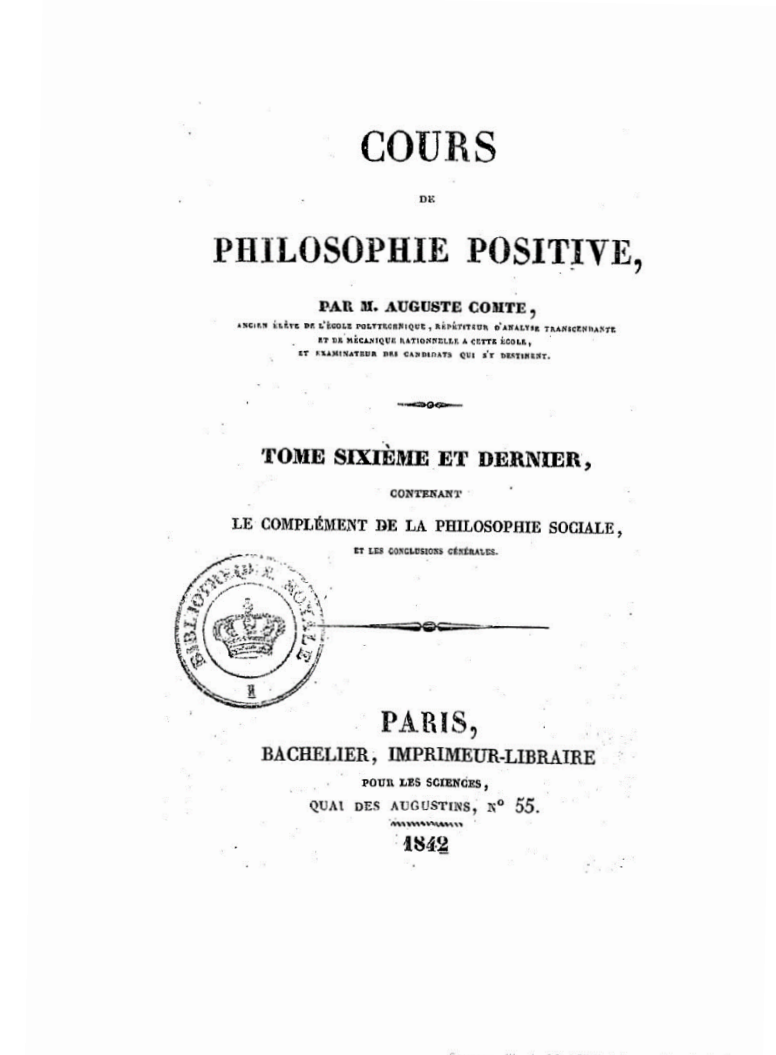 COURS
DE
PHILOSOPHIE POSITIVE,
PAR M. AUGUSTE COMTE,
ANCIEN ÉLÈVE DE L'ÉCOLE POLYTECHNIQUE, RÉPÉTITEUR D'ANALYSE TRANSCENDANTE
ET DE MÉCANIQUE RATIONNELLE A CETTE ÉCOLE,
ET EXAMINATEUR DES CANDIDATS QUI S'Y DESTINENT.
TOME SIXIÈME ET DERNIER,
CONTENANT
LE COMPLÉMENT DE LA PHILOSOPHIE SOCIALE,
ET LES CONCLUSIONS GÉNÉRALES.
BIBLIOTHEQUE ROYALE
I
PARIS,
BACHELIER, IMPRIMEUR-LIBRAIRE
POUR LES SCIENCES,
QUAI DES AUGUSTINS, N° 55.
1842